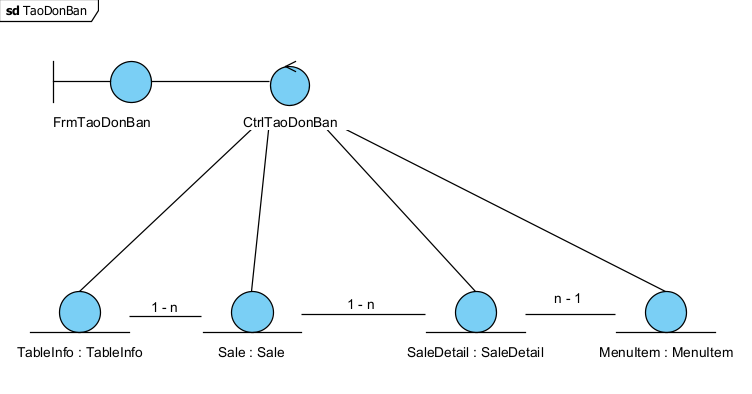 sd TaoDonBan
FrmTaoDonBan
CtrlTaoDonBan
1 - n
1 - n
n - 1
TableInfo : TableInfo
Sale : Sale
SaleDetail : SaleDetail
MenuItem : MenuItem